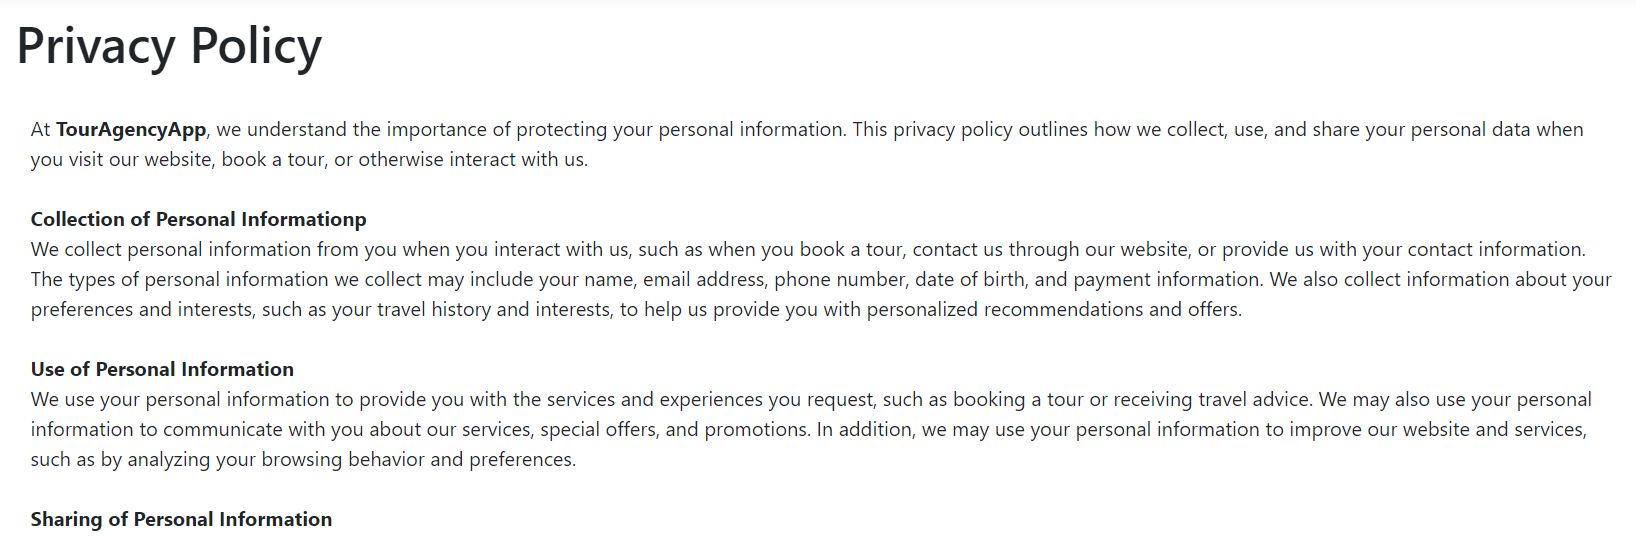 Privacy Policy
At TourAgencyApp, we understand the importance of protecting your personal information. This privacy policy outlines how we collect, use, and share your personal data when
you visit our website, book a tour, or otherwise interact with us.
Collection of Personal Informationp
We collect personal information from you when you interact with us, such as when you book a tour, contact us through our website, or provide us with your contact information.
The types of personal information we collect may include your name, email address, phone number, date of birth, and payment information. We also collect information about your
preferences and interests, such as your travel history and interests, to help us provide you with personalized recommendations and offers.
Use of Personal Information
We use your personal information to provide you with the services and experiences you request, such as booking a tour or receiving travel advice. We may also use your personal
information to communicate with you about our services, special offers, and promotions. In addition, we may use your personal information to improve our website and services,
such as by analyzing your browsing behavior and preferences.
Sharing of Personal Information